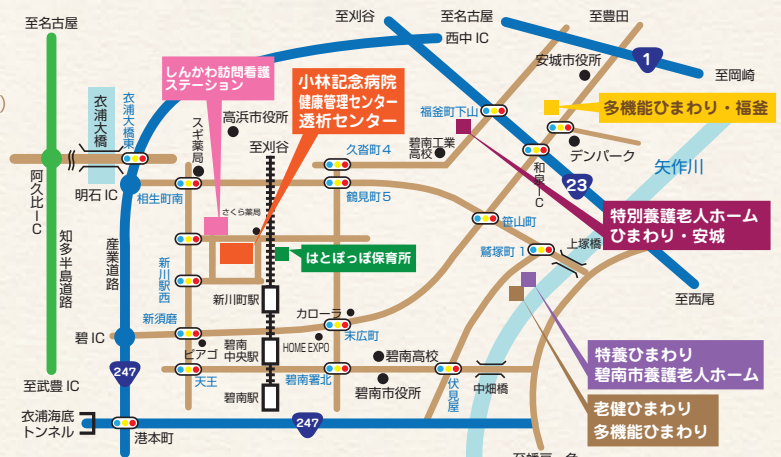 至名古屋
至刈谷
至名古屋
至豊田
西中 IC
1
至岡崎
安城市役所
しんかわ訪問看護
ステーション
小林記念病院
健康管理センター
透析センター
多機能ひまわり・福釜
衣浦大橋
衣浦大橋東
高浜市役所
スギ薬局
至刈谷
福釜町下山
碧南工業
高校
デンパーク
矢作川
久沓町 4
和泉IC
23
明石 IC
相生町南
鶴見町 5
阿久比IC
さくら薬局
笹山町
特別養護老人ホーム
ひまわり・安城
知多半島道路
産業道路
はとぽっぽ保育所
鷲塚町 1
上塚橋
新川駅西
新川町駅
至西尾
新須磨
カローラ
碧 IC
ピアゴ
碧南
中央駅
HOME EXPO
末広町
碧南高校
特養ひまわり
碧南市養護老人ホーム
247
天王
碧南署北
碧南市役所
伏見屋
中畑橋
至武豊 IC
碧南駅
老健ひまわり
多機能ひまわり
衣浦海底
トンネル
港本町
247